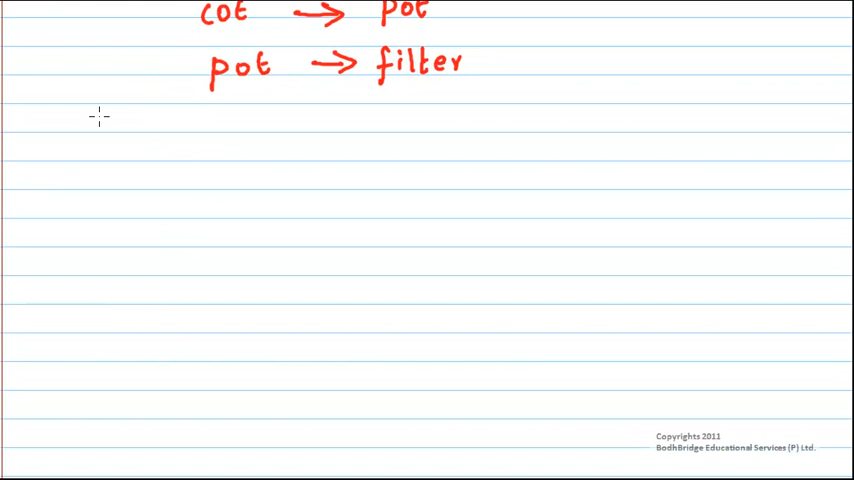 cot → pot
pot → filter
Copyrights 2011
BodhBridge Educational Services (P) Ltd.